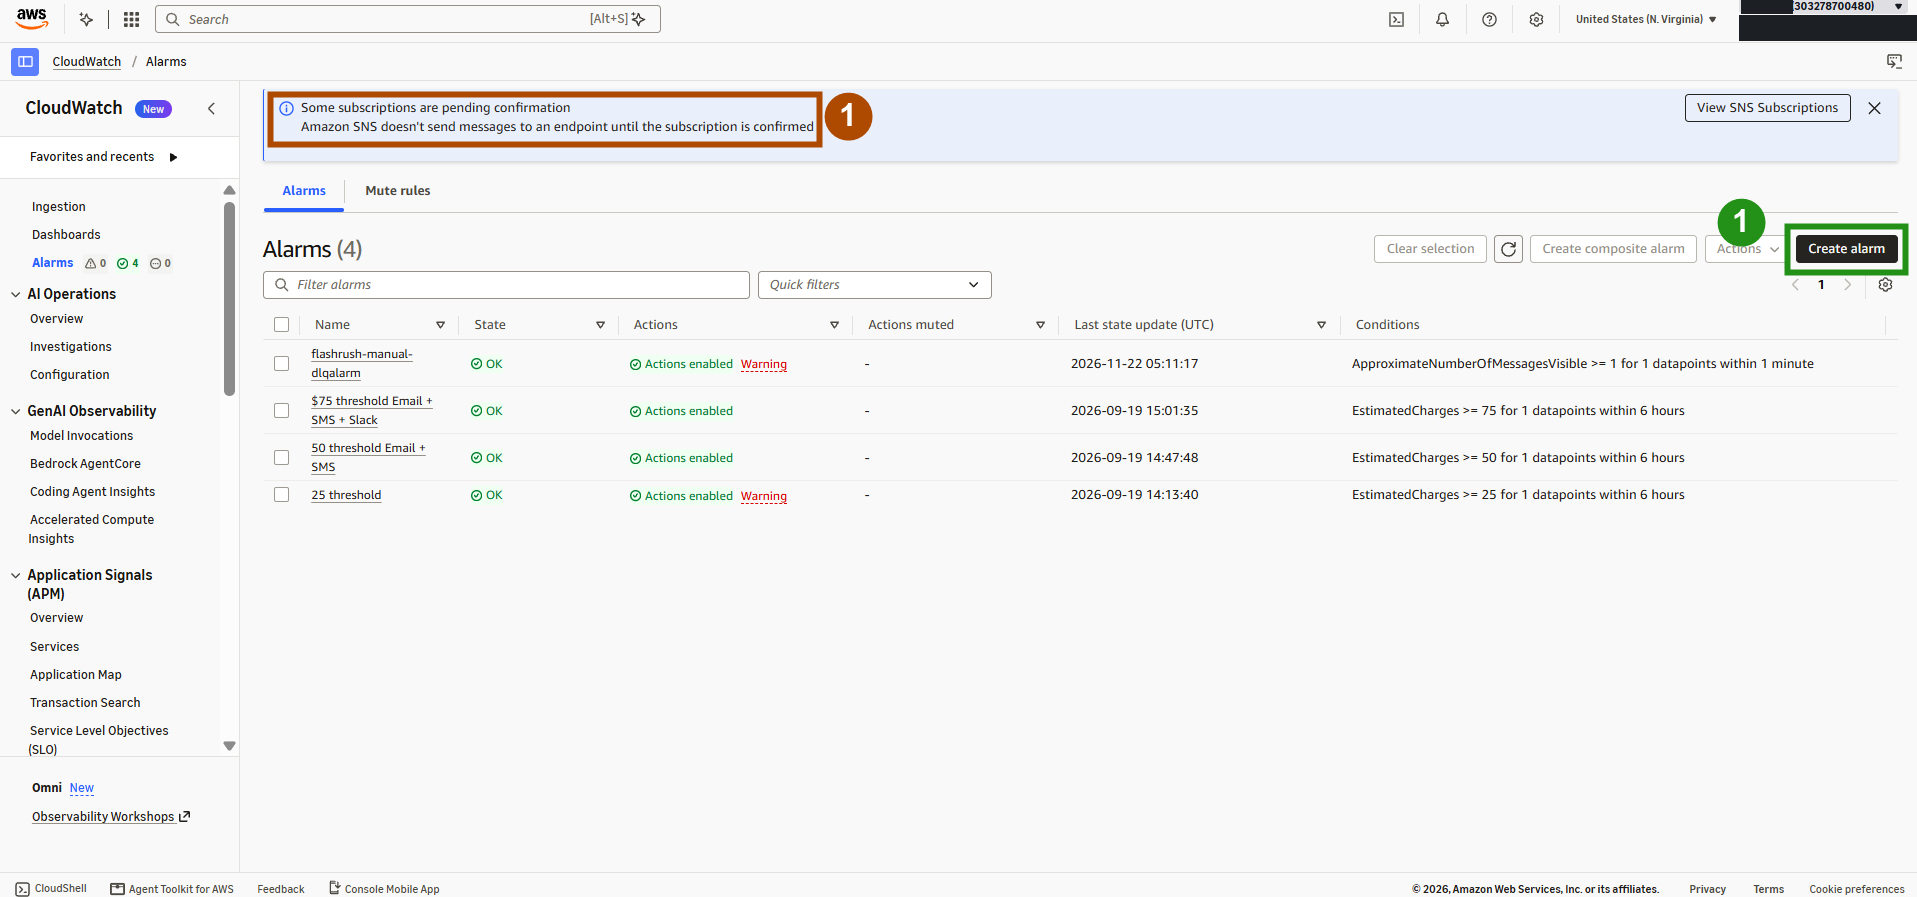 aws
Search [Alt+S]
United States (N. Virginia)
(303278700480)
CloudWatch / Alarms
CloudWatch New
Favorites and recents
Ingestion
Dashboards
Alarms 0 4 0
AI Operations
Overview
Investigations
Configuration
GenAI Observability
Model Invocations
Bedrock AgentCore
Coding Agent Insights
Accelerated Compute
Insights
Application Signals
(APM)
Overview
Services
Application Map
Transaction Search
Service Level Objectives
(SLO)
Omni New
Observability Workshops
Some subscriptions are pending confirmation
Amazon SNS doesn't send messages to an endpoint until the subscription is confirmed
1
View SNS Subscriptions
Alarms Mute rules
1
Alarms (4)
Clear selection Create composite alarm Actions Create alarm
Filter alarms Quick filters
1
Name State Actions Actions muted Last state update (UTC) Conditions
flashrush-manual-
dlqalarm
OK Actions enabled Warning - 2026-11-22 05:11:17 ApproximateNumberOfMessagesVisible >= 1 for 1 datapoints within 1 minute
$75 threshold Email +
SMS + Slack
OK Actions enabled - 2026-09-19 15:01:35 EstimatedCharges >= 75 for 1 datapoints within 6 hours
50 threshold Email +
SMS
OK Actions enabled - 2026-09-19 14:47:48 EstimatedCharges >= 50 for 1 datapoints within 6 hours
25 threshold OK Actions enabled Warning - 2026-09-19 14:13:40 EstimatedCharges >= 25 for 1 datapoints within 6 hours
CloudShell Agent Toolkit for AWS Feedback Console Mobile App
© 2026, Amazon Web Services, Inc. or its affiliates. Privacy Terms Cookie preferences